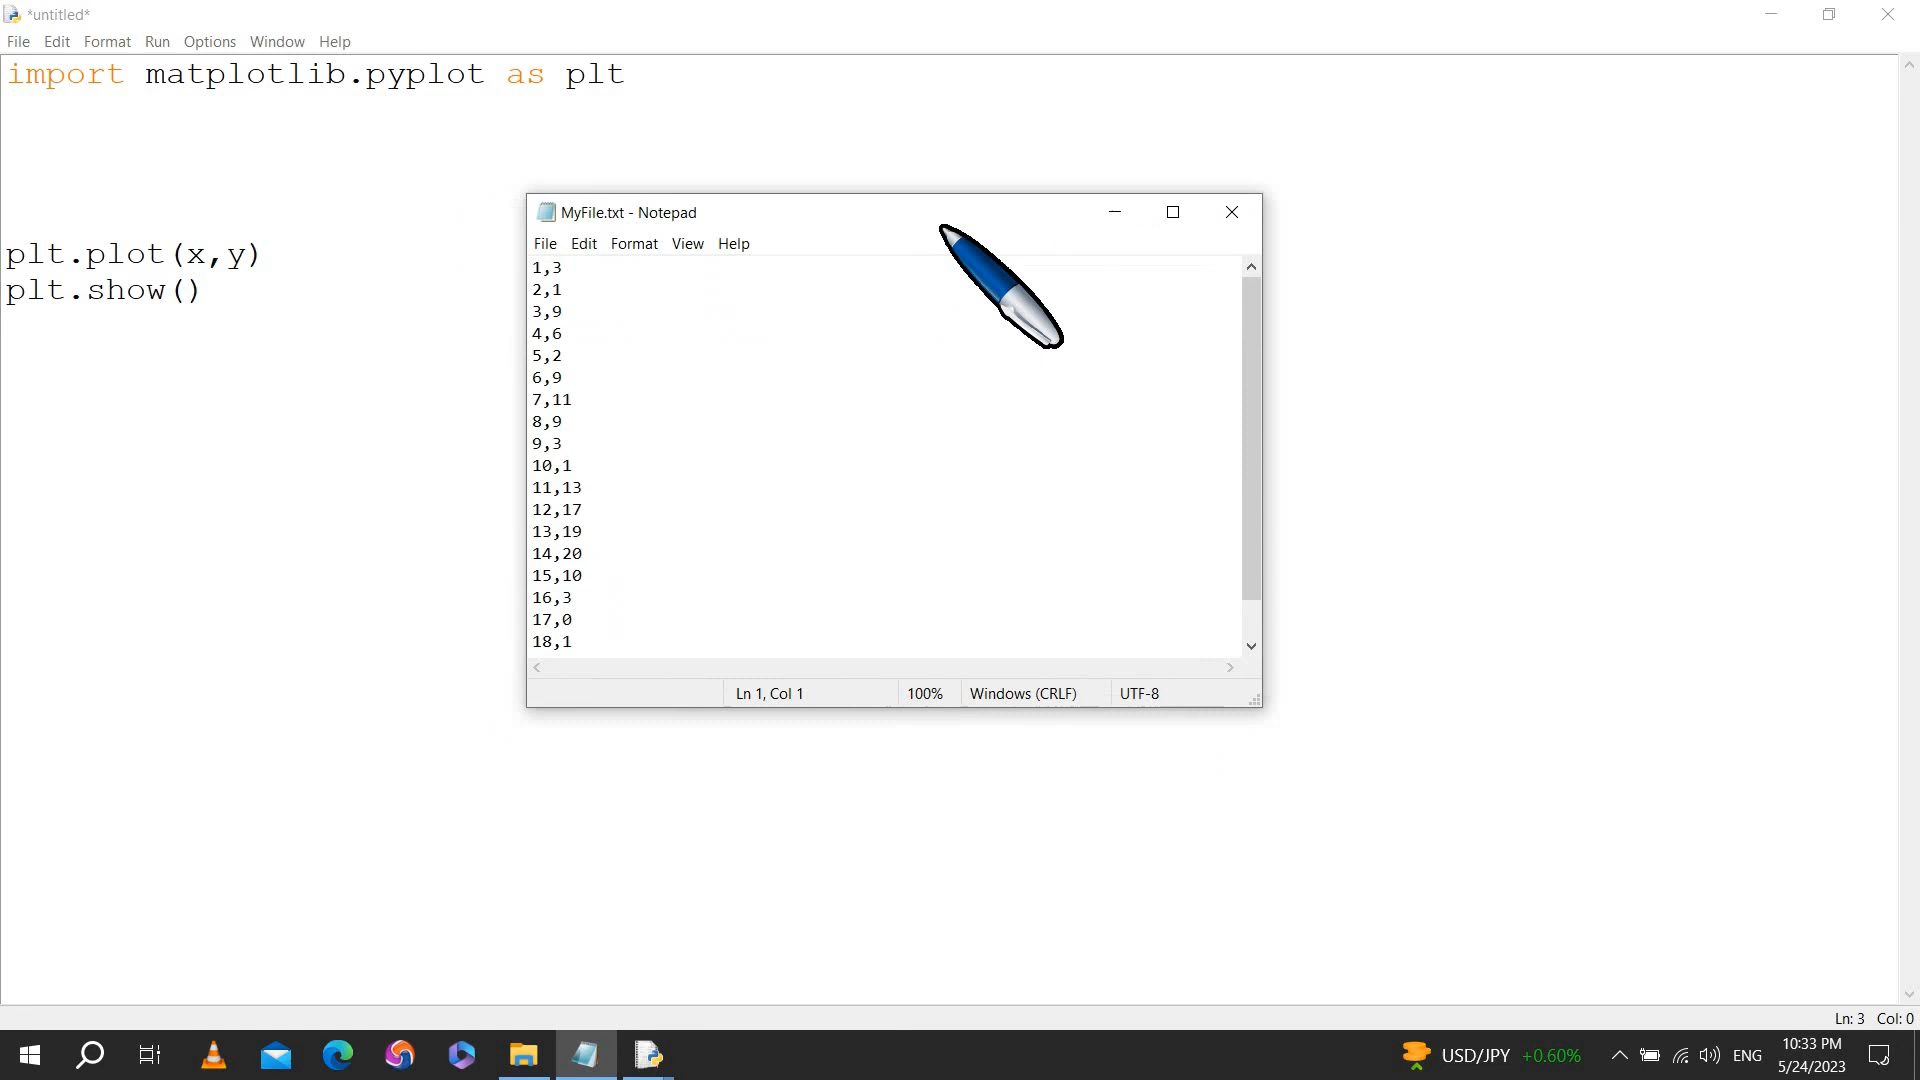 *untitled*
File Edit Format Run Options Window Help
import matplotlib.pyplot as plt
plt.plot(x,y)
plt.show()
MyFile.txt - Notepad
File Edit Format View Help
1,3
2,1
3,9
4,6
5,2
6,9
7,11
8,9
9,3
10,1
11,13
12,17
13,19
14,20
15,10
16,3
17,0
18,1
Ln 1, Col 1 100% Windows (CRLF) UTF-8
Ln: 3 Col: 0
USD/JPY +0.60% ENG 10:33 PM
5/24/2023